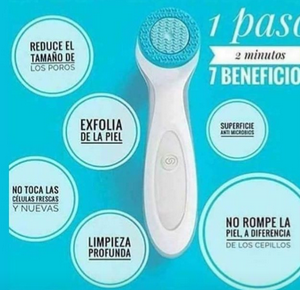 1 paso
2 minutos
7 BENEFICIO
REDUCE EL
TAMAÑO DE
LOS POROS
EXFOLIA
DE LA PIEL
SUPERFICIE
ANTI MICROBIOS
NO TOCA LAS
CÉLULAS FRESCAS
Y NUEVAS
LIMPIEZA
PROFUNDA
NO ROMPE LA
PIEL, A DIFERENCIA
DE LOS CEPILLOS